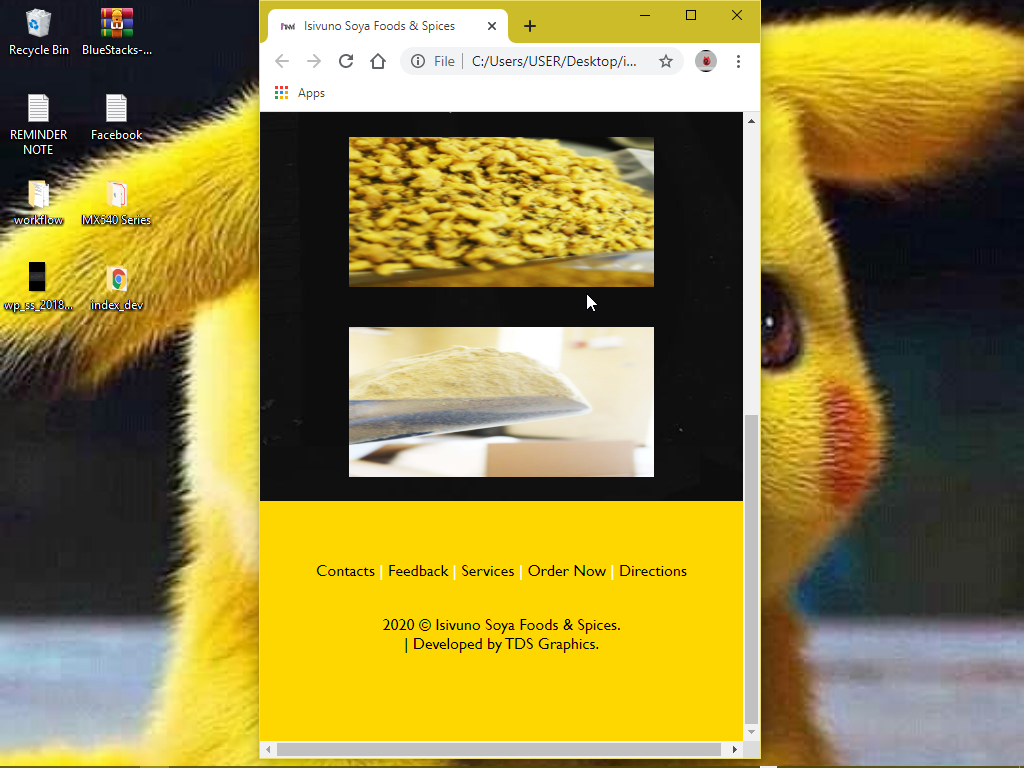 Recycle Bin
BlueStacks-...
REMINDER
NOTE
Facebook
workflow
MX640 Series
wp_ss_2018...
index_dev
Isivuno Soya Foods & Spices
File | C:/Users/USER/Desktop/i...
Apps
Contacts | Feedback | Services | Order Now | Directions
2020 © Isivuno Soya Foods & Spices.
| Developed by TDS Graphics.